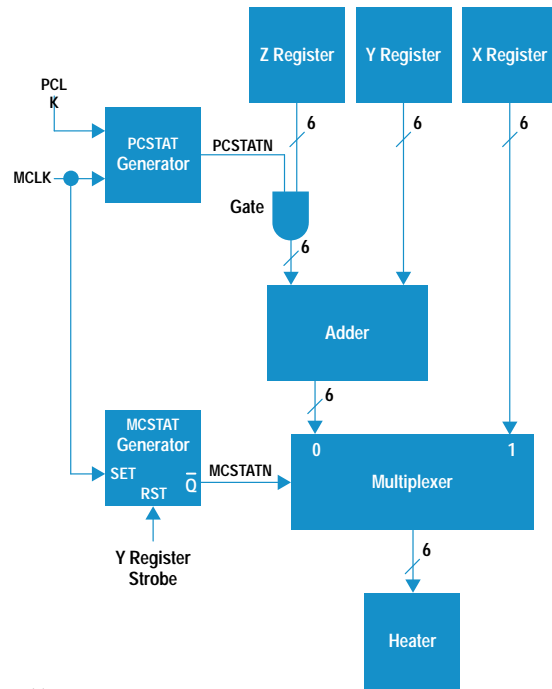 Z Register
Y Register
X Register
PCL
K
PCSTAT
Generator
PCSTATN
6
6
6
MCLK
Gate
6
Adder
6
MCSTAT
Generator
SET
Q̅
RST
MCSTATN
0
1
Multiplexer
Y Register
Strobe
6
Heater